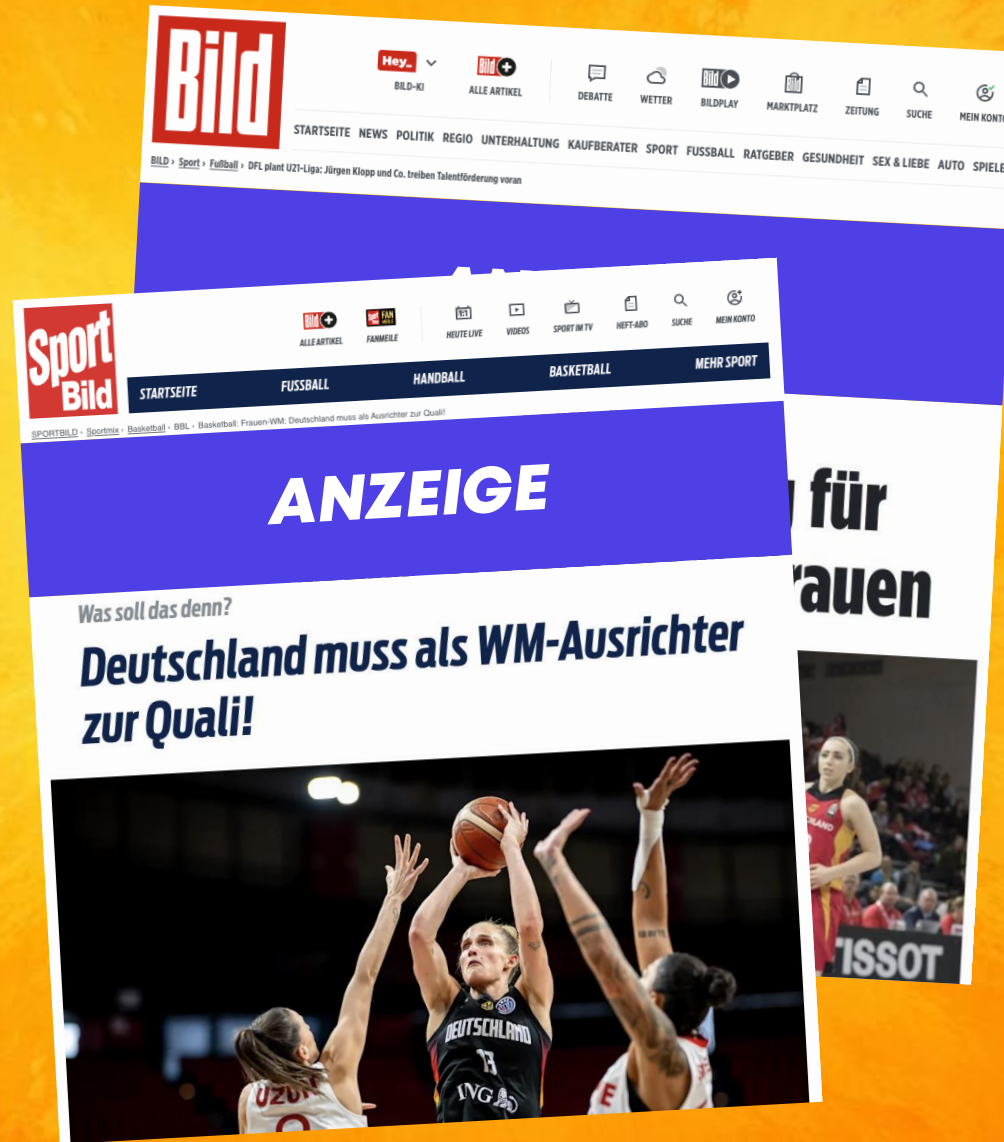 Bild
Hey_
BILD-KI
Bild+
ALLE ARTIKEL
DEBATTE
WETTER
Bild
BILDPLAY
Bild
MARKTPLATZ
ZEITUNG
SUCHE
MEIN KONTO
STARTSEITE NEWS POLITIK REGIO UNTERHALTUNG KAUFBERATER SPORT FUSSBALL RATGEBER GESUNDHEIT SEX & LIEBE AUTO SPIELE
BILD › Sport › Fußball › DFL plant U21-Liga: Jürgen Klopp und Co. treiben Talentförderung voran
für
rauen
TISSOT
Sport
Bild
Bild+
ALLE ARTIKEL
FANMEILE
HEUTE LIVE
VIDEOS
SPORT IM TV
HEFT-ABO
SUCHE
MEIN KONTO
STARTSEITE FUSSBALL HANDBALL BASKETBALL MEHR SPORT
SPORTBILD › Sportmix › Basketball › BBL › Basketball: Frauen-WM: Deutschland muss als Ausrichter zur Quali!
ANZEIGE
Was soll das denn?
Deutschland muss als WM-Ausrichter
zur Quali!
DEUTSCHLAND
13
ING
UZUN
E